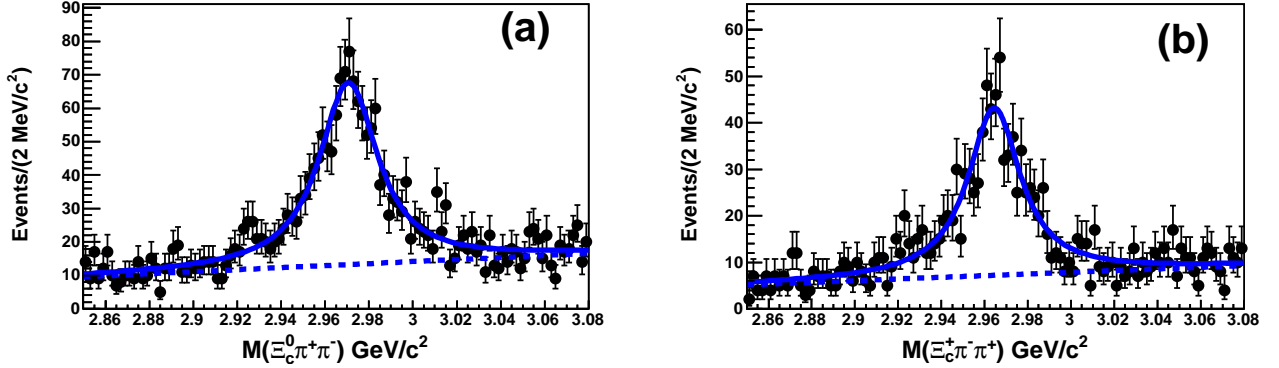 (a)
Events/(2 MeV/c²)
90
80
70
60
50
40
30
20
10
0
2.86 2.88 2.9 2.92 2.94 2.96 2.98 3 3.02 3.04 3.06 3.08
M(Ξc⁰π⁺π⁻) GeV/c²
(b)
Events/(2 MeV/c²)
60
50
40
30
20
10
0
2.86 2.88 2.9 2.92 2.94 2.96 2.98 3 3.02 3.04 3.06 3.08
M(Ξc⁺π⁻π⁺) GeV/c²